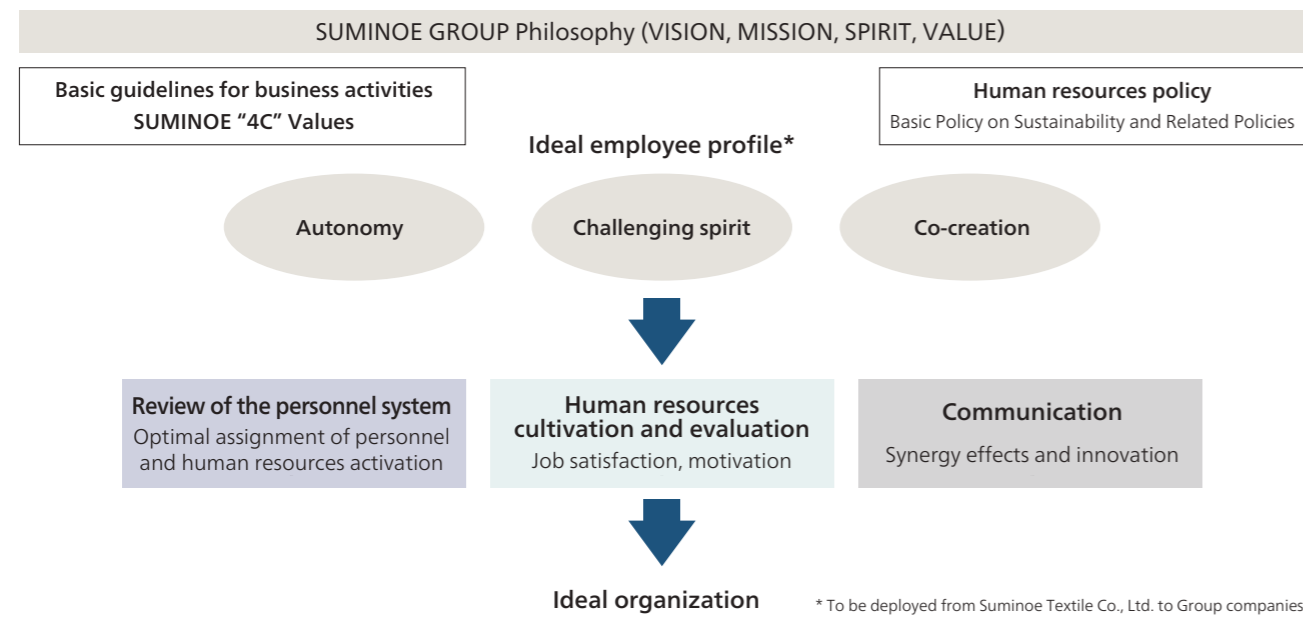 SUMINOE GROUP Philosophy (VISION, MISSION, SPIRIT, VALUE)
Basic guidelines for business activities
SUMINOE “4C” Values
Human resources policy
Basic Policy on Sustainability and Related Policies
Ideal employee profile*
Autonomy
Challenging spirit
Co-creation
Review of the personnel system
Optimal assignment of personnel
and human resources activation
Human resources
cultivation and evaluation
Job satisfaction, motivation
Communication
Synergy effects and innovation
Ideal organization
* To be deployed from Suminoe Textile Co., Ltd. to Group companies